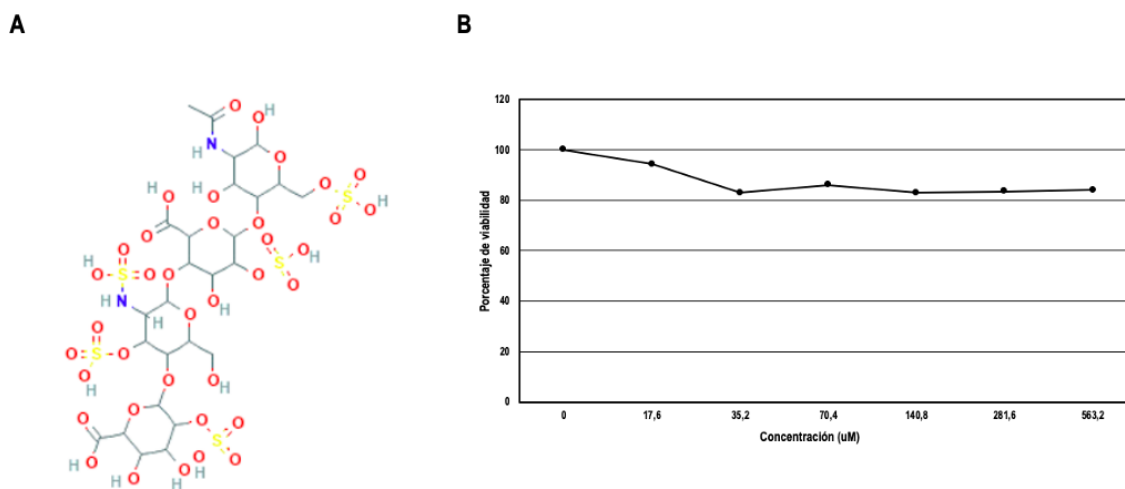 A
B
O
H
O
H
N
H
O
O
H
O
O
S
O
O
O
H
H
O
O
O
O
O
O
S
O
H
O
O
O
H
O
S
O
O
H
N
H
O
O
H
O
O
S
O
O
H
O
O
H
O
O
O
O
S
O
O
H
O
O
H
O
H
O
H
Porcentaje de viabilidad
120
100
80
60
40
20
0
0 17,6 35,2 70,4 140,8 281,6 563,2
Concentración (uM)